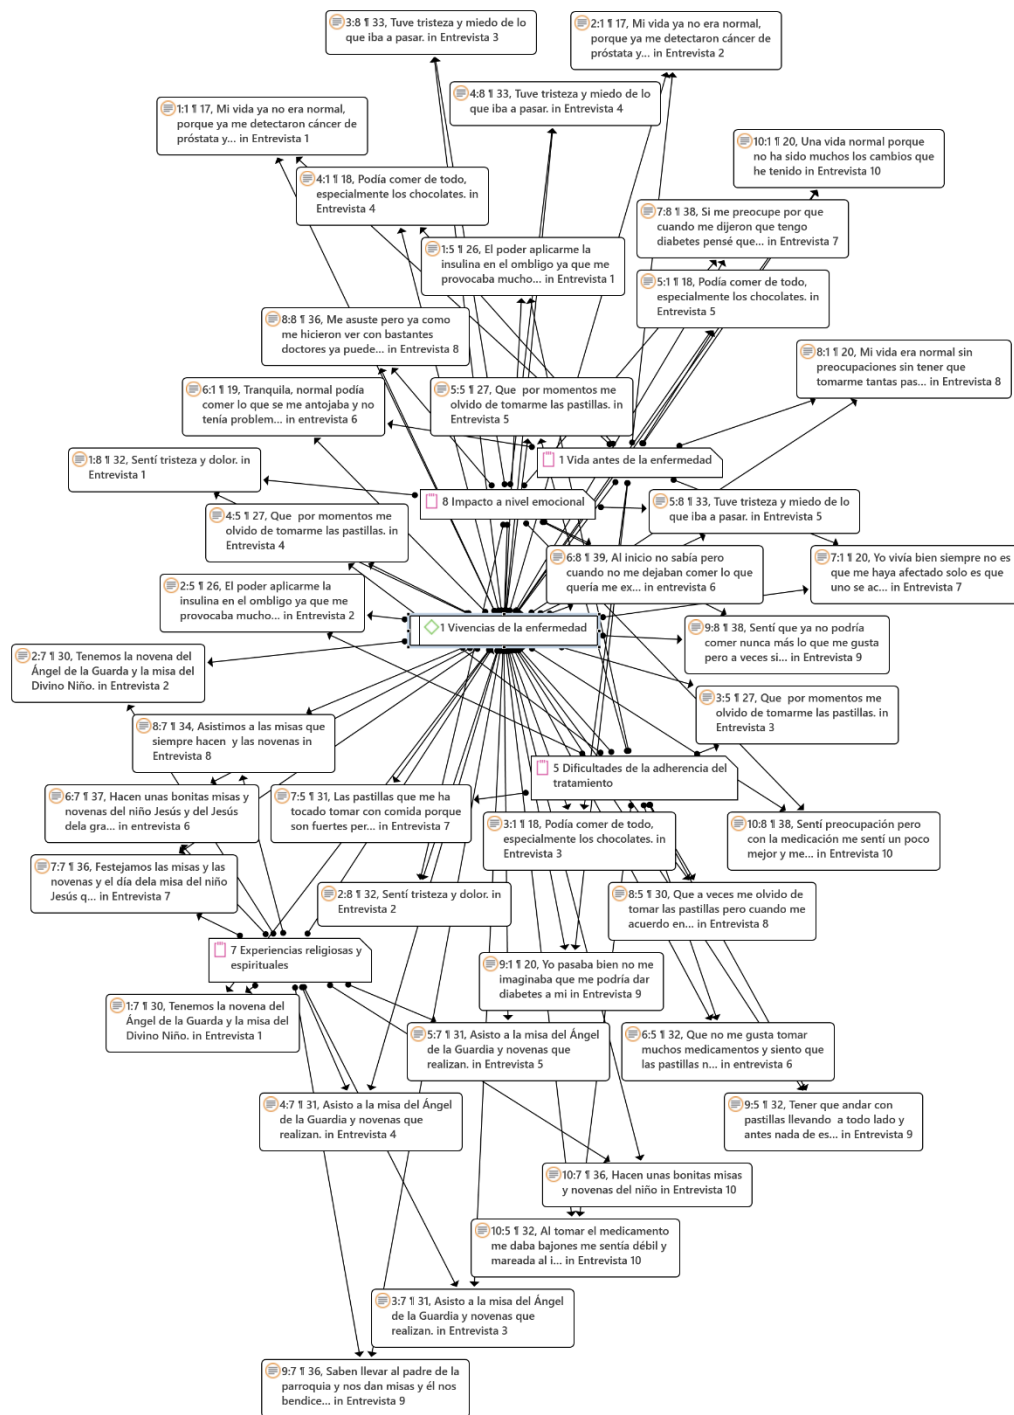 3:8 ¶ 33, Tuve tristeza y miedo de lo
que iba a pasar. in Entrevista 3
2:1 ¶ 17, Mi vida ya no era normal,
porque ya me detectaron cáncer de
próstata y... in Entrevista 2
4:8 ¶ 33, Tuve tristeza y miedo de lo
que iba a pasar. in Entrevista 4
1:1 ¶ 17, Mi vida ya no era normal,
porque ya me detectaron cáncer de
próstata y... in Entrevista 1
10:1 ¶ 20, Una vida normal porque
no ha sido muchos los cambios que
he tenido in Entrevista 10
4:1 ¶ 18, Podía comer de todo,
especialmente los chocolates. in
Entrevista 4
7:8 ¶ 38, Si me preocupe por que
cuando me dijeron que tengo
diabetes pensé que... in Entrevista 7
1:5 ¶ 26, El poder aplicarme la
insulina en el ombligo ya que me
provocaba mucho... in Entrevista 1
5:1 ¶ 18, Podía comer de todo,
especialmente los chocolates. in
Entrevista 5
8:8 ¶ 36, Me asuste pero ya como
me hicieron ver con bastantes
doctores ya puede... in Entrevista 8
8:1 ¶ 20, Mi vida era normal sin
preocupaciones sin tener que
tomarme tantas pas... in Entrevista 8
6:1 ¶ 19, Tranquila, normal podía
comer lo que se me antojaba y no
tenía problem... in entrevista 6
5:5 ¶ 27, Que por momentos me
olvido de tomarme las pastillas. in
Entrevista 5
1:8 ¶ 32, Sentí tristeza y dolor. in
Entrevista 1
1 Vida antes de la enfermedad
8 Impacto a nivel emocional
4:5 ¶ 27, Que por momentos me
olvido de tomarme las pastillas. in
Entrevista 4
5:8 ¶ 33, Tuve tristeza y miedo de lo
que iba a pasar. in Entrevista 5
6:8 ¶ 39, Al inicio no sabía pero
cuando no me dejaban comer lo que
quería me ex... in entrevista 6
7:1 ¶ 20, Yo vivía bien siempre no es
que me haya afectado solo es que
uno se ac... in Entrevista 7
2:5 ¶ 26, El poder aplicarme la
insulina en el ombligo ya que me
provocaba mucho... in Entrevista 2
1 Vivencias de la enfermedad
9:8 ¶ 38, Sentí que ya no podría
comer nunca más lo que me gusta
pero a veces si... in Entrevista 9
2:7 ¶ 30, Tenemos la novena del
Ángel de la Guarda y la misa del
Divino Niño. in Entrevista 2
3:5 ¶ 27, Que por momentos me
olvido de tomarme las pastillas. in
Entrevista 3
8:7 ¶ 34, Asistimos a las misas que
siempre hacen y las novenas in
Entrevista 8
5 Dificultades de la adherencia del
tratamiento
6:7 ¶ 37, Hacen unas bonitas misas y
novenas del niño Jesús y del Jesús
dela gra... in entrevista 6
7:5 ¶ 31, Las pastillas que me ha
tocado tomar con comida porque
son fuertes per... in Entrevista 7
3:1 ¶ 18, Podía comer de todo,
especialmente los chocolates. in
Entrevista 3
10:8 ¶ 38, Sentí preocupación pero
con la medicación me sentí un poco
mejor y me... in Entrevista 10
7:7 ¶ 36, Festejamos las misas y las
novenas y el día dela misa del niño
Jesús q... in Entrevista 7
2:8 ¶ 32, Sentí tristeza y dolor. in
Entrevista 2
8:5 ¶ 30, Que a veces me olvido de
tomar las pastillas pero cuando me
acuerdo en... in Entrevista 8
7 Experiencias religiosas y
espirituales
9:1 ¶ 20, Yo pasaba bien no me
imaginaba que me podría dar
diabetes a mi in Entrevista 9
1:7 ¶ 30, Tenemos la novena del
Ángel de la Guarda y la misa del
Divino Niño. in Entrevista 1
5:7 ¶ 31, Asisto a la misa del Ángel
de la Guardia y novenas que
realizan. in Entrevista 5
6:5 ¶ 32, Que no me gusta tomar
muchos medicamentos y siento que
las pastillas n... in entrevista 6
4:7 ¶ 31, Asisto a la misa del Ángel
de la Guardia y novenas que
realizan. in Entrevista 4
9:5 ¶ 32, Tener que andar con
pastillas llevando a todo lado y
antes nada de es... in Entrevista 9
10:7 ¶ 36, Hacen unas bonitas misas
y novenas del niño in Entrevista 10
10:5 ¶ 32, Al tomar el medicamento
me daba bajones me sentía débil y
mareada al i... in Entrevista 10
3:7 ¶ 31, Asisto a la misa del Ángel
de la Guardia y novenas que
realizan. in Entrevista 3
9:7 ¶ 36, Saben llevar al padre de la
parroquia y nos dan misas y él nos
bendice... in Entrevista 9